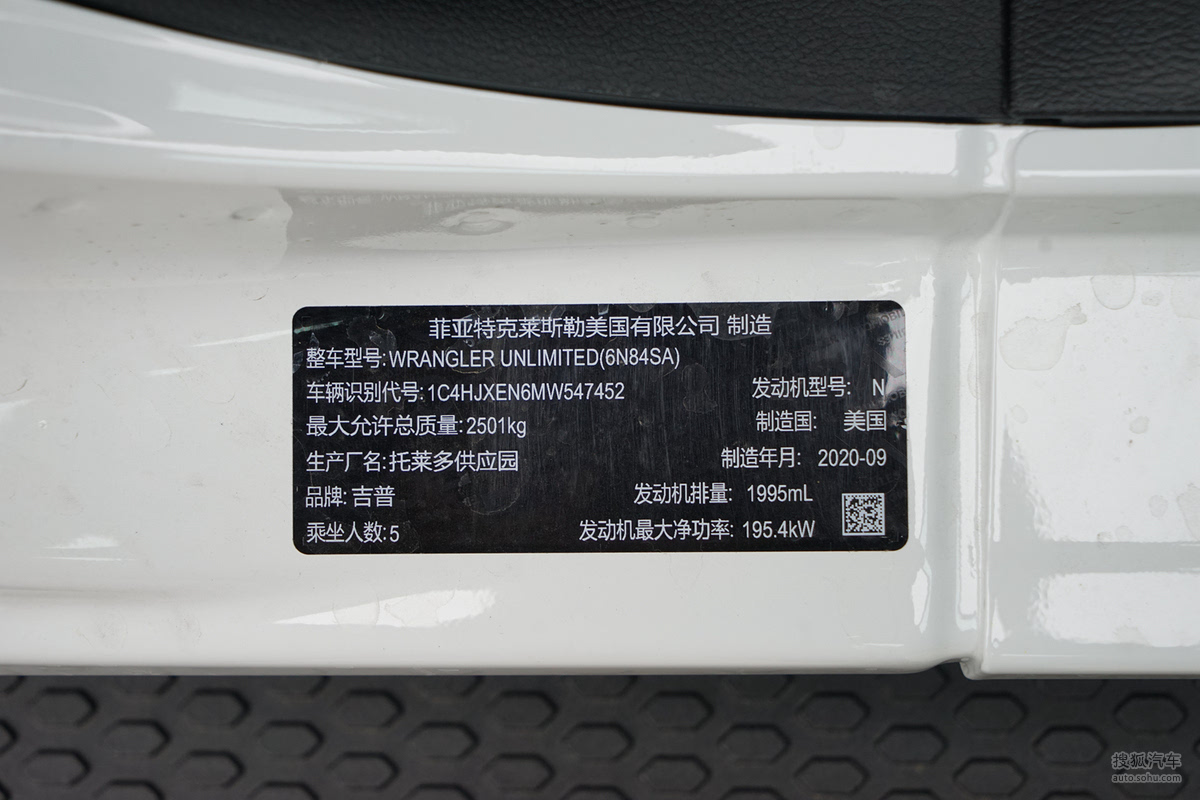 菲亚特克莱斯勒美国有限公司 制造
整车型号:WRANGLER UNLIMITED(6N84SA)
车辆识别代号:1C4HJXEN6MW547452 发动机型号: N
最大允许总质量:2501kg 制造国: 美国
生产厂名:托莱多供应园 制造年月: 2020-09
品牌: 吉普 发动机排量: 1995mL
乘坐人数:5 发动机最大净功率: 195.4kW
搜狐汽车
auto.sohu.com